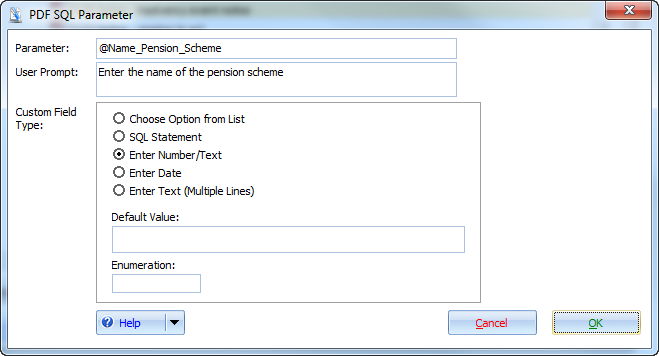 PDF SQL Parameter
Parameter: @Name_Pension_Scheme
User Prompt: Enter the name of the pension scheme
Custom Field
Type:
Choose Option from List
SQL Statement
Enter Number/Text
Enter Date
Enter Text (Multiple Lines)
Default Value:
Enumeration:
Help Cancel OK